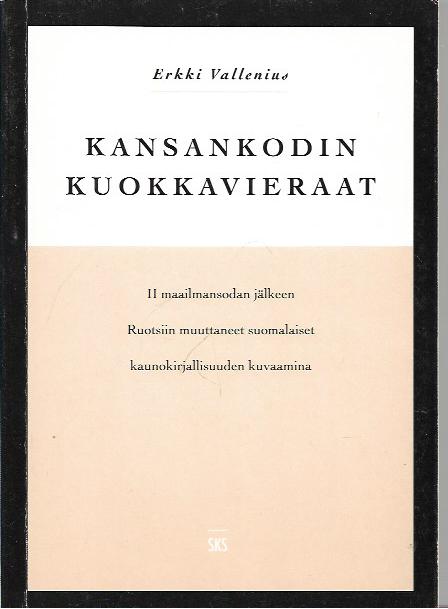 Erkki Vallenius
KANSANKODIN
KUOKKAVIERAAT
II maailmansodan jälkeen
Ruotsiin muuttaneet suomalaiset
kaunokirjallisuuden kuvaamina
SKS